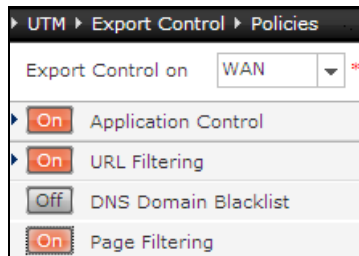 UTM Export Control Policies
Export Control on WAN *
On Application Control
On URL Filtering
Off DNS Domain Blacklist
On Page Filtering